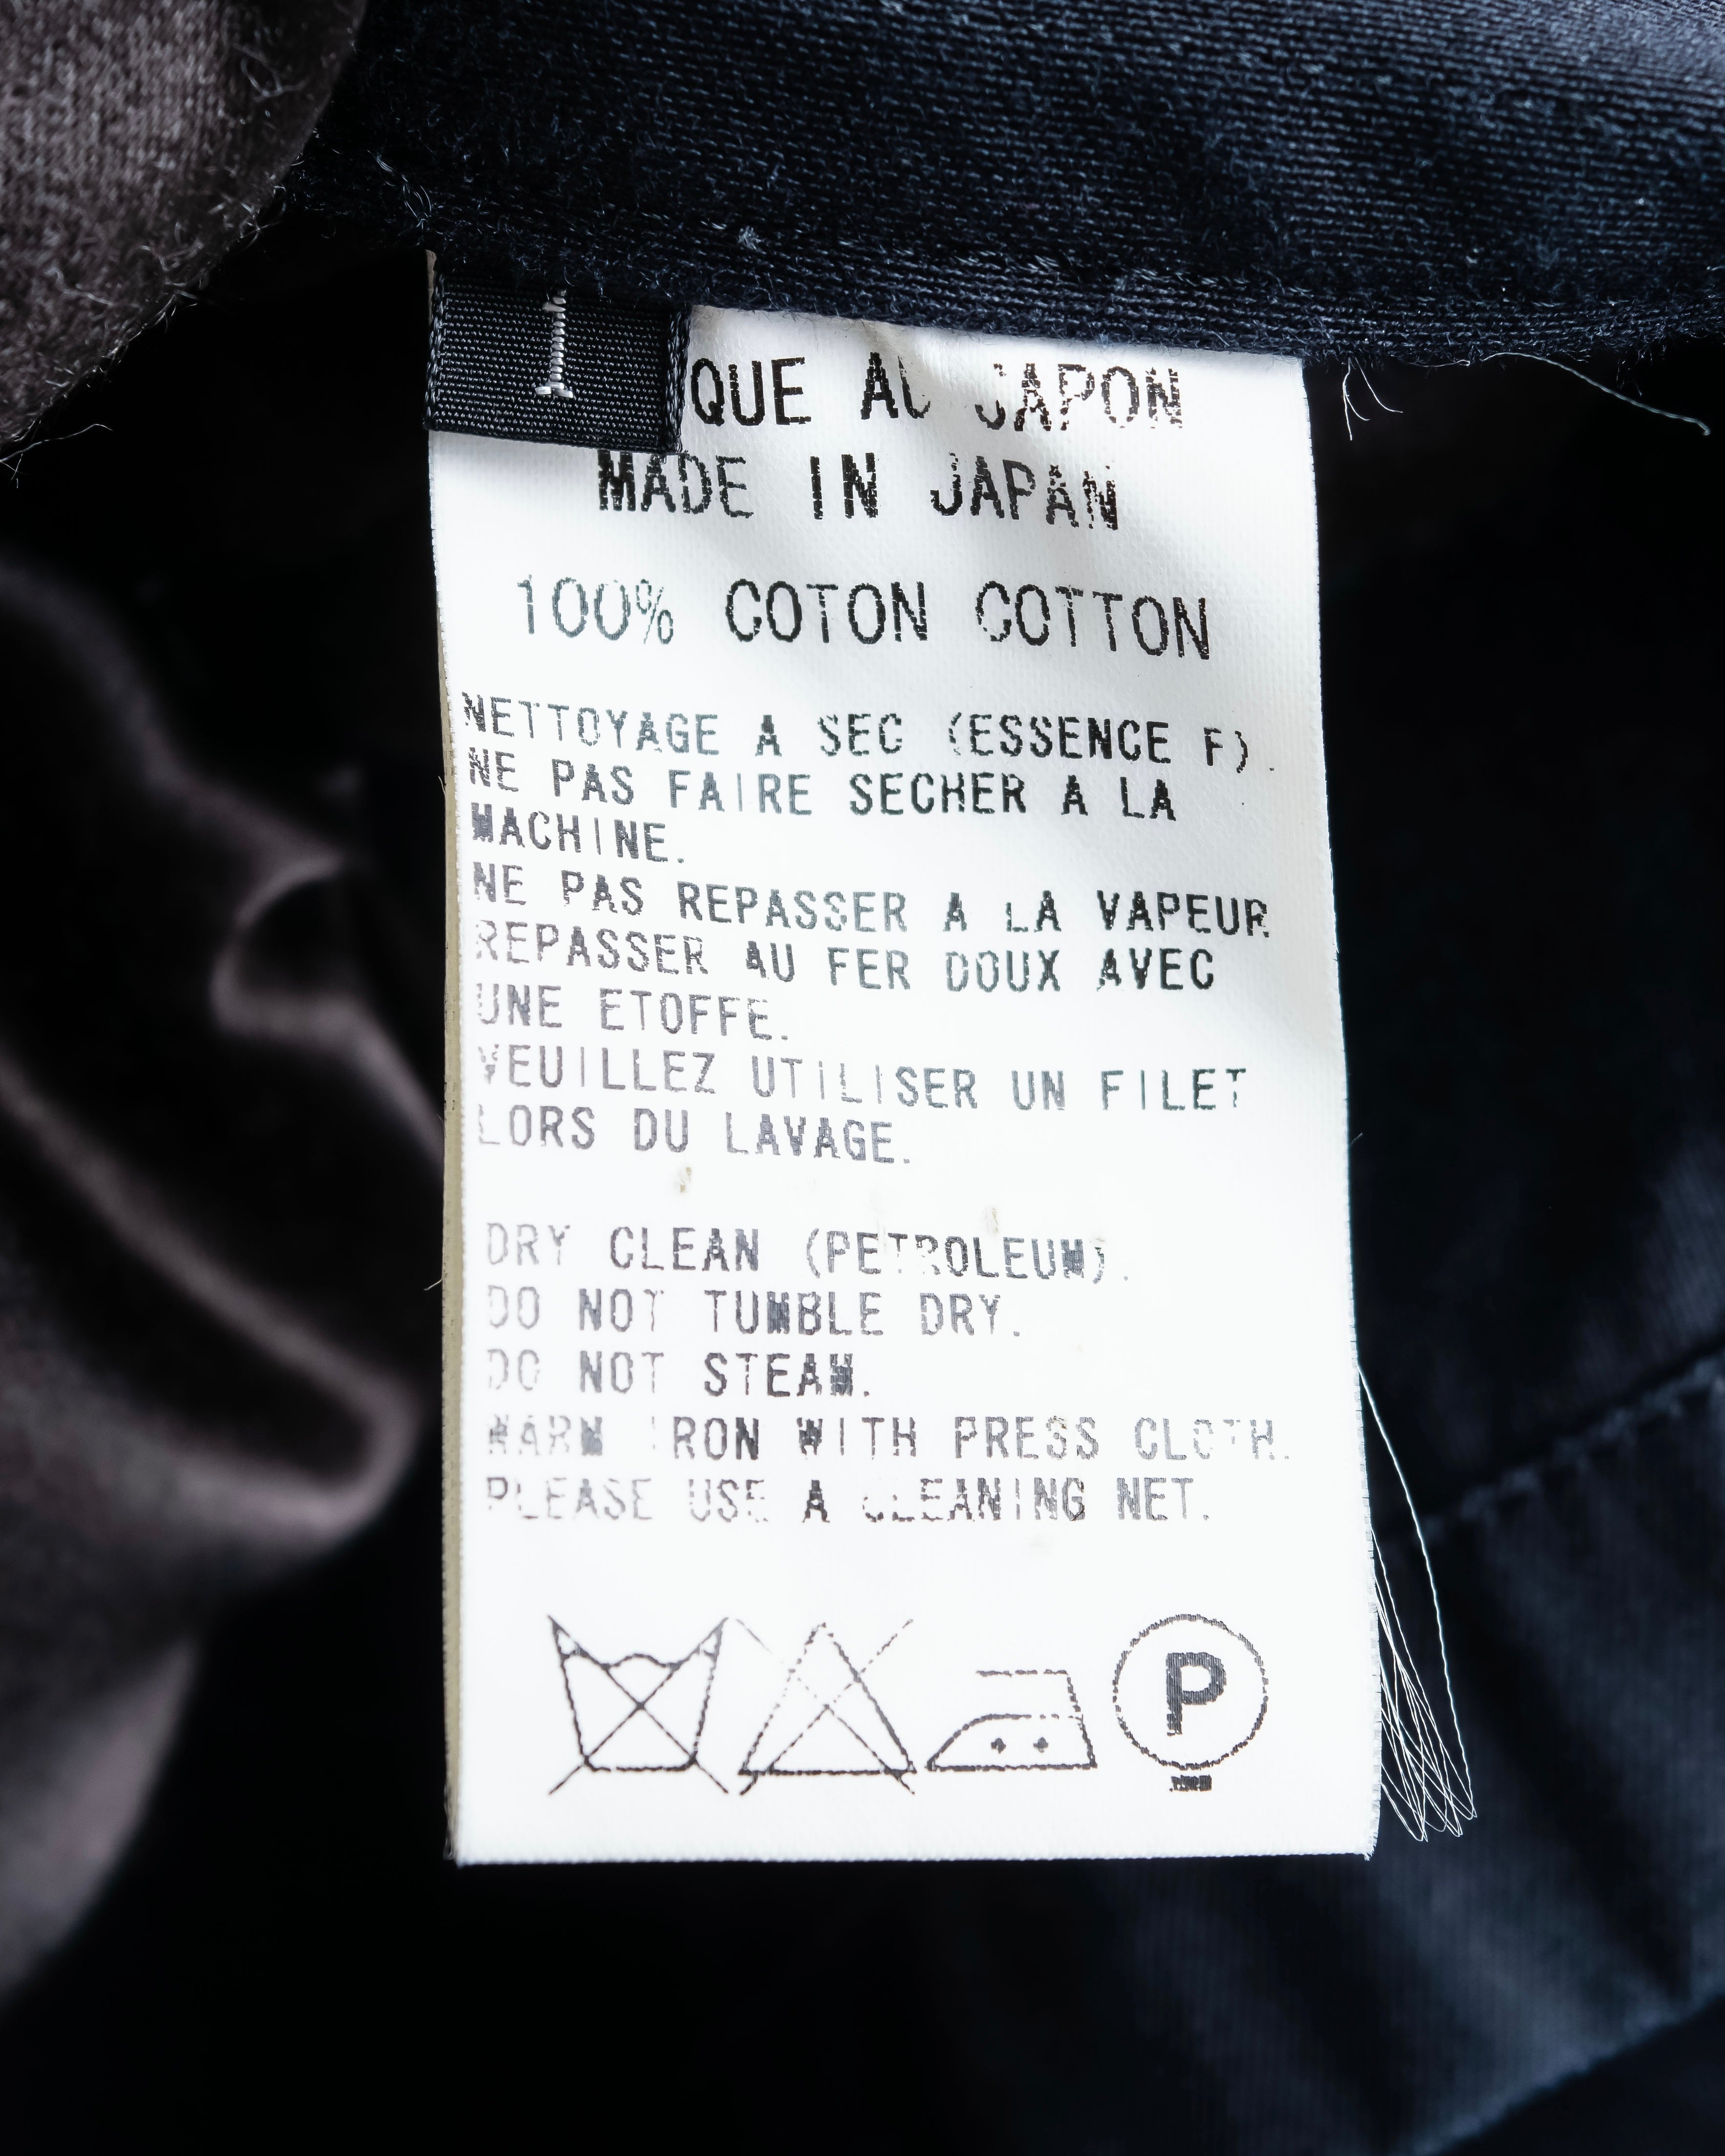 1
QUE AU JAPON
MADE IN JAPAN
100% COTON COTTON
NETTOYAGE A SEC (ESSENCE F).
NE PAS FAIRE SECHER A LA
MACHINE.
NE PAS REPASSER A LA VAPEUR
REPASSER AU FER DOUX AVEC
UNE ETOFFE.
VEUILLEZ UTILISER UN FILET
LORS DU LAVAGE.
DRY CLEAN (PETROLEUM).
DO NOT TUMBLE DRY.
DO NOT STEAM.
WARM IRON WITH PRESS CLOTH.
PLEASE USE A CLEANING NET.
P